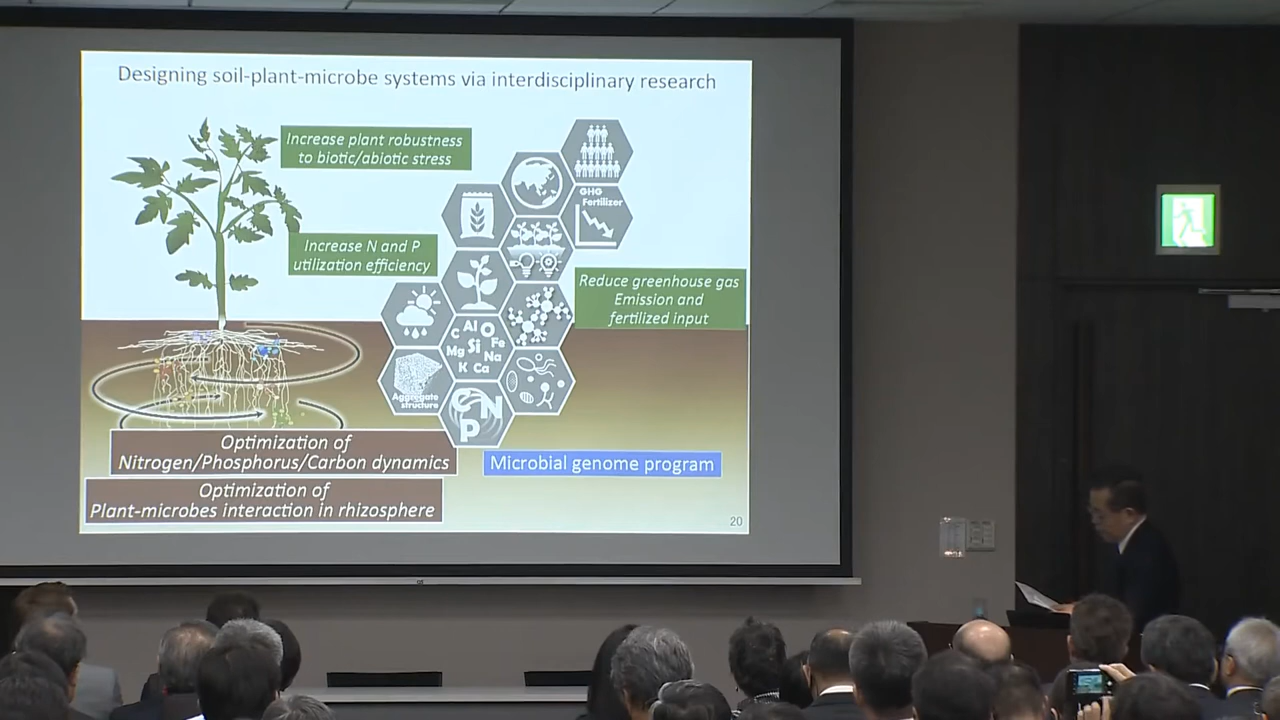 Designing soil-plant-microbe systems via interdisciplinary research
Increase plant robustness
to biotic/abiotic stress
GHG
Fertilizer
Increase N and P
utilization efficiency
Reduce greenhouse gas
Emission and
fertilized input
C Al O
Mg Si Fe
Na
K Ca
Aggregate
structure
C N
P
Optimization of
Nitrogen/Phosphorus/Carbon dynamics
Microbial genome program
Optimization of
Plant-microbes interaction in rhizosphere
20